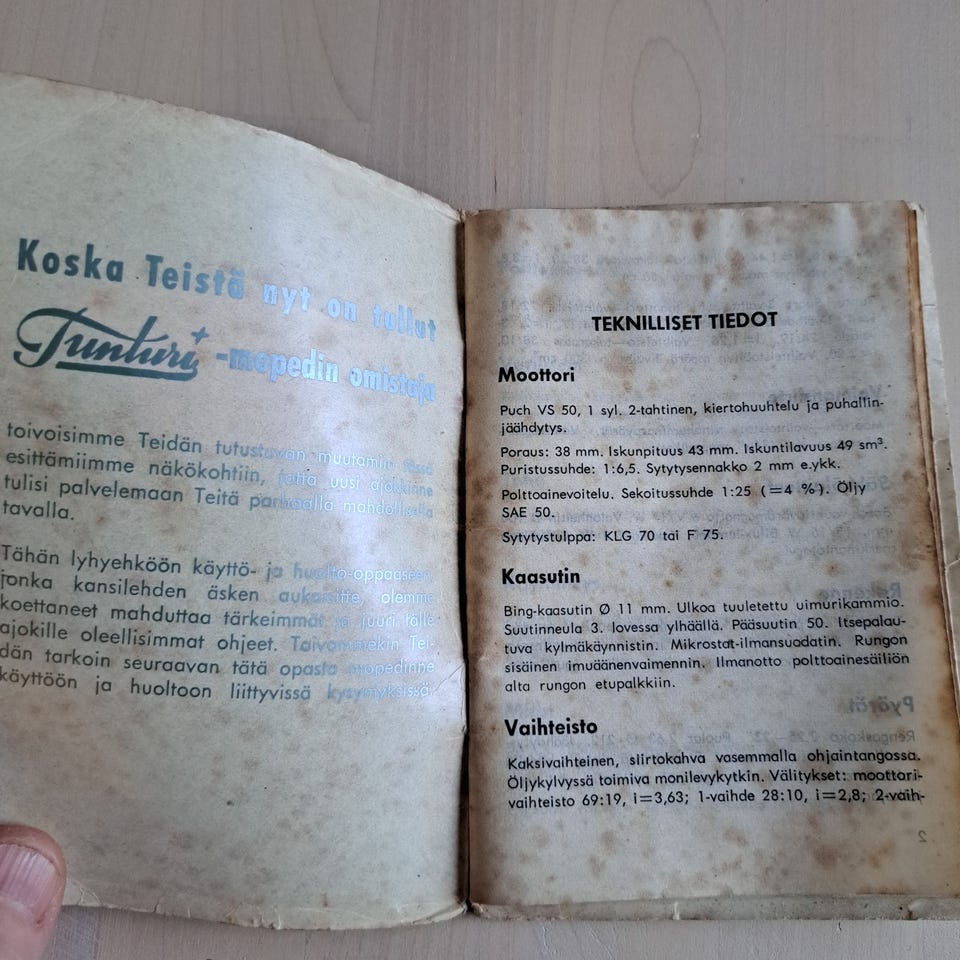 Koska Teistä nyt on tullut
Tunturi+ -mopedin omistaja
toivoisimme Teidän tutustuvan muutamiin tässä
esittämiimme näkökohtiin, jotta uusi ajokkinne
tulisi palvelemaan Teitä parhaalla mahdollisella
tavalla.
Tähän lyhyehköön käyttö- ja huolto-oppaaseen,
jonka kansilehden äsken aukaisitte, olemme
koettaneet mahduttaa tärkeimmät ja juuri tälle
ajokille oleellisimmat ohjeet. Toivommekin Tei-
dän tarkoin seuraavan tätä opasta mopedinne
käyttöön ja huoltoon liittyvissä kysymyksissä.
TEKNILLISET TIEDOT
Moottori
Puch VS 50, 1 syl. 2-tahtinen, kiertohuuhtelu ja puhallin-
jäähdytys.
Poraus: 38 mm. Iskunpituus 43 mm. Iskuntilavuus 49 sm³.
Puristussuhde: 1:6,5. Sytytysennakko 2 mm e.ykk.
Polttoainevoitelu. Sekoitussuhde 1:25 (=4 %). Öljy
SAE 50.
Sytytystulppa: KLG 70 tai F 75.
Kaasutin
Bing-kaasutin Ø 11 mm. Ulkoa tuuletettu uimurikammio.
Suutinneula 3. lovessa ylhäällä. Pääsuutin 50. Itsepalau-
tuva kylmäkäynnistin. Mikrostat-ilmansuodatin. Rungon
sisäinen imuäänenvaimennin. Ilmanotto polttoainesäiliön
alta rungon etupalkkiin.
Vaihteisto
Kaksivaihteinen, siirtokahva vasemmalla ohjaintangossa.
Öljykylvyssä toimiva monilevykytkin. Välitykset: moottori-
vaihteisto 69:19, i=3,63; 1-vaihde 28:10, i=2,8; 2-vaih-